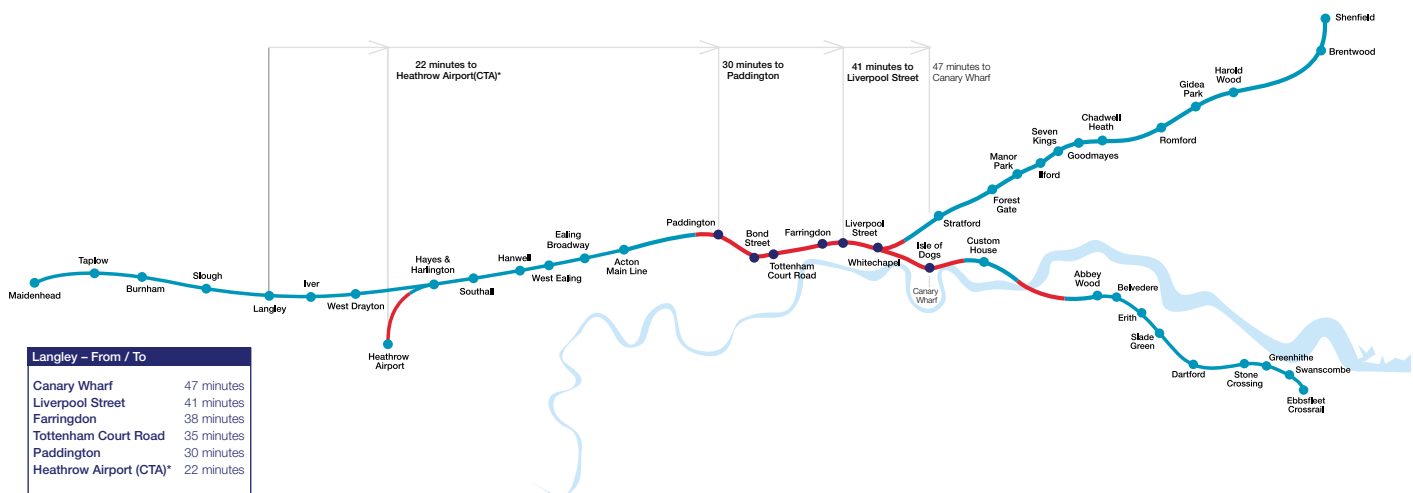 Shenfield
Brentwood
22 minutes to
Heathrow Airport(CTA)*
30 minutes to
Paddington
41 minutes to
Liverpool Street
47 minutes to
Canary Wharf
Harold
Wood
Gidea
Park
Romford
Chadwell
Heath
Goodmayes
Seven
Kings
Ilford
Manor
Park
Forest
Gate
Stratford
Maidenhead
Taplow
Burnham
Slough
Langley
Iver
West Drayton
Hayes &
Harlington
Heathrow
Airport
Southall
Hanwell
West Ealing
Ealing
Broadway
Acton
Main Line
Paddington
Bond
Street
Tottenham
Court Road
Farringdon
Liverpool
Street
Whitechapel
Isle of
Dogs
Canary
Wharf
Custom
House
Abbey
Wood
Belvedere
Erith
Slade
Green
Dartford
Stone
Crossing
Greenhithe
Swanscombe
Ebbsfleet
Crossrail
Langley – From / To
Canary Wharf 47 minutes
Liverpool Street 41 minutes
Farringdon 38 minutes
Tottenham Court Road 35 minutes
Paddington 30 minutes
Heathrow Airport (CTA)* 22 minutes